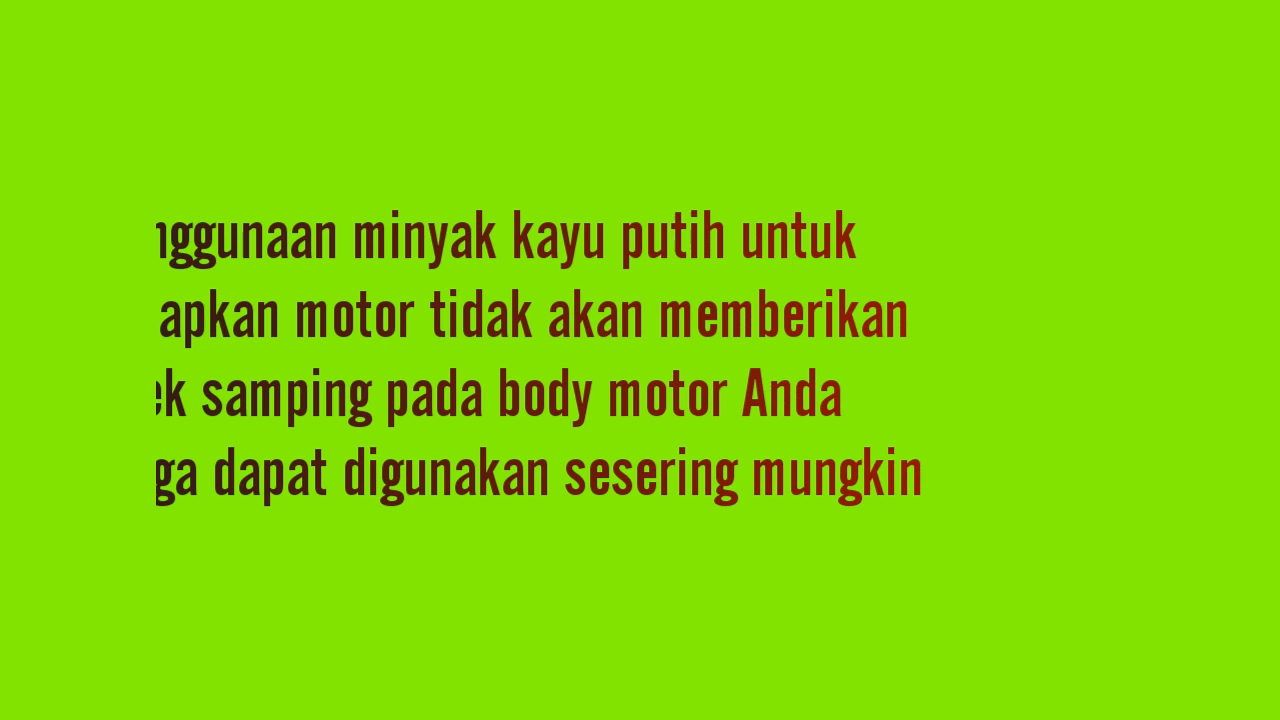 minyak kayu putih untuk
motor tidak akan memberikan
samping pada body motor Anda
dapat digunakan sesering mungkin